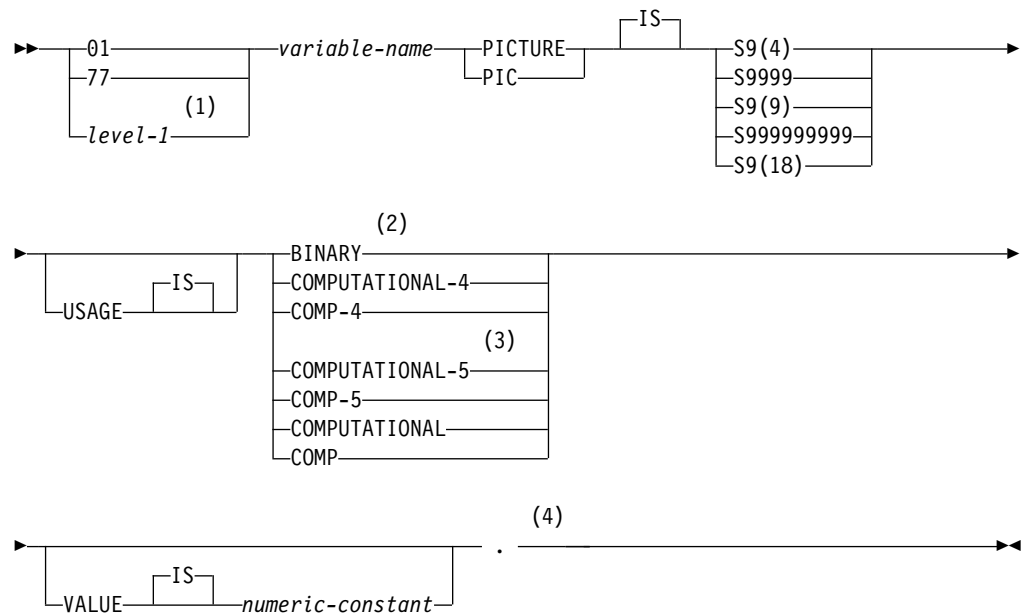 IS
01 variable-name PICTURE S9(4)
77 PIC S9999
(1) S9(9)
level-1 S999999999
S9(18)
(2)
BINARY
IS COMPUTATIONAL-4
USAGE COMP-4
(3)
COMPUTATIONAL-5
COMP-5
COMPUTATIONAL
COMP
(4)
.
IS
VALUE numeric-constant